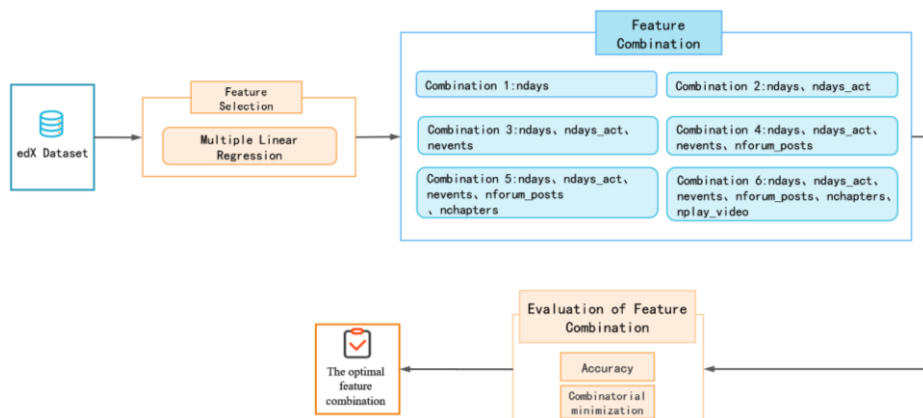 Feature
Combination
Feature
Selection
Combination 1:ndays
Combination 2:ndays、ndays_act
edX Dataset
Multiple Linear
Regression
Combination 3:ndays、ndays_act、
nevents
Combination 4:ndays、ndays_act、
nevents、nforum_posts
Combination 5:ndays、ndays_act、
nevents、nforum_posts
、nchapters
Combination 6:ndays、ndays_act、
nevents、nforum_posts、nchapters、
nplay_video
Evaluation of Feature
Combination
The optimal
feature
combination
Accuracy
Combinatorial
minimization